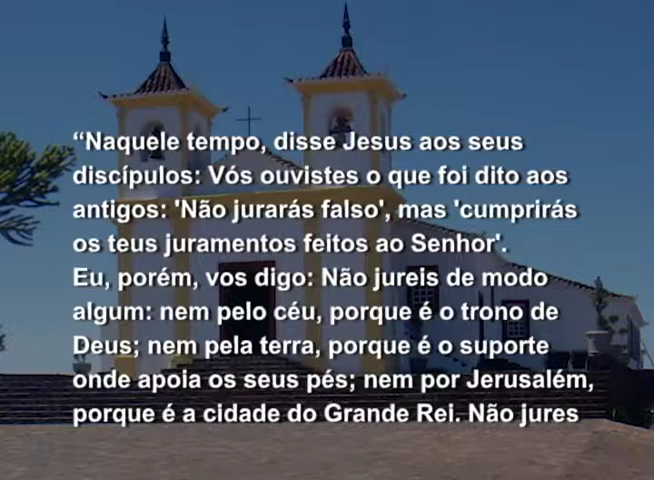 “Naquele tempo, disse Jesus aos seus
discípulos: Vós ouvistes o que foi dito aos
antigos: 'Não jurarás falso', mas 'cumprirás
os teus juramentos feitos ao Senhor'.
Eu, porém, vos digo: Não jureis de modo
algum: nem pelo céu, porque é o trono de
Deus; nem pela terra, porque é o suporte
onde apoia os seus pés; nem por Jerusalém,
porque é a cidade do Grande Rei. Não jures